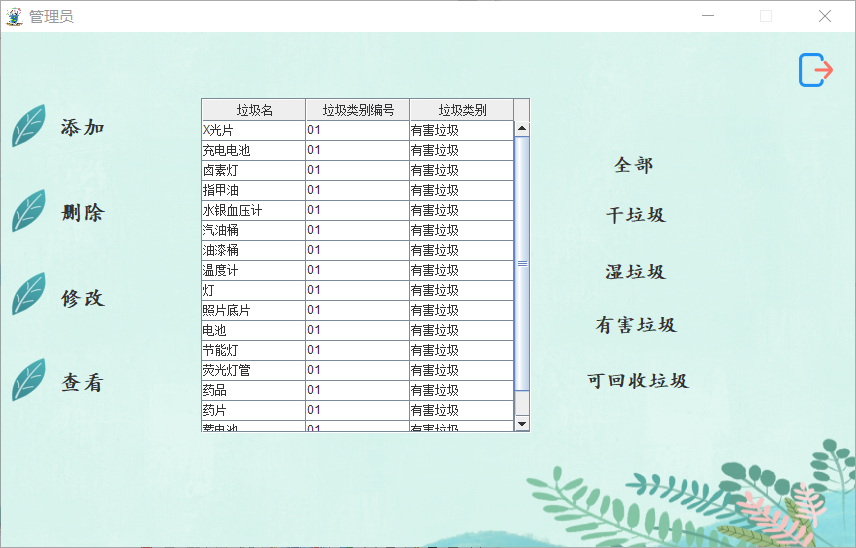 管理员
添加
删除
修改
查看
垃圾名 垃圾类别编号 垃圾类别
X光片 01 有害垃圾
充电电池 01 有害垃圾
卤素灯 01 有害垃圾
指甲油 01 有害垃圾
水银血压计 01 有害垃圾
汽油桶 01 有害垃圾
油漆桶 01 有害垃圾
温度计 01 有害垃圾
灯 01 有害垃圾
照片底片 01 有害垃圾
电池 01 有害垃圾
节能灯 01 有害垃圾
荧光灯管 01 有害垃圾
药品 01 有害垃圾
药片 01 有害垃圾
蓄电池 01 有害垃圾
全部
干垃圾
湿垃圾
有害垃圾
可回收垃圾